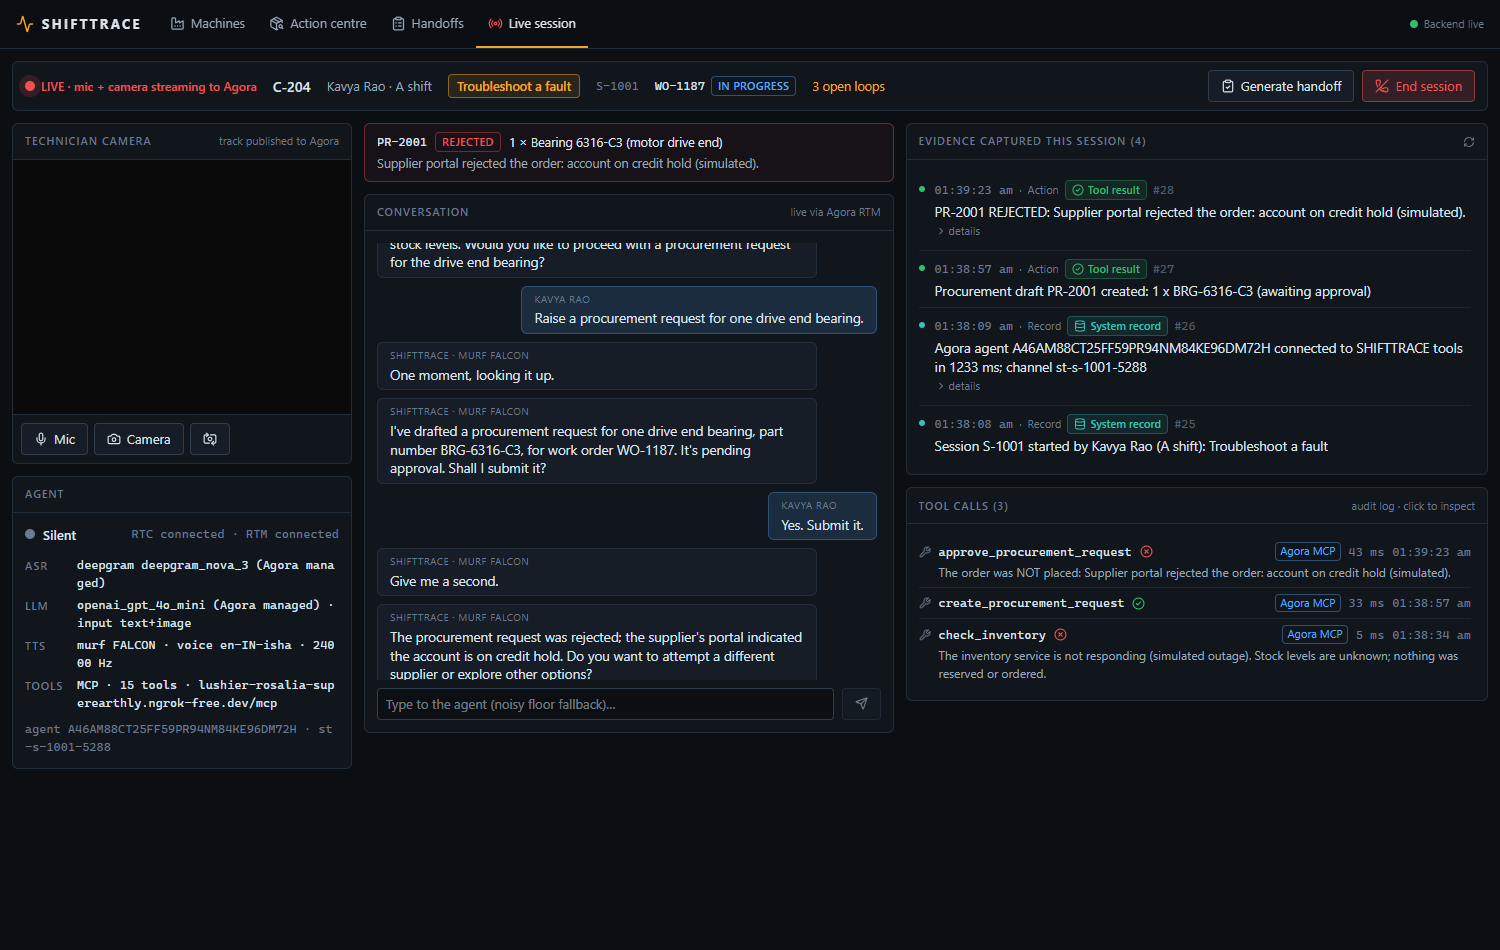 SHIFTTRACE
Machines
Action centre
Handoffs
Live session
Backend live
LIVE · mic + camera streaming to Agora
C-204
Kavya Rao · A shift
Troubleshoot a fault
S-1001
WO-1187
IN PROGRESS
3 open loops
Generate handoff
End session
TECHNICIAN CAMERA
track published to Agora
Mic
Camera
AGENT
Silent
RTC connected · RTM connected
ASR
deepgram deepgram_nova_3 (Agora mana
ged)
LLM
openai_gpt_4o_mini (Agora managed) ·
input text+image
TTS
murf FALCON · voice en-IN-isha · 240
00 Hz
TOOLS
MCP · 15 tools · lushier-rosalia-sup
erearthly.ngrok-free.dev/mcp
agent A46AM88CT25FF59PR94NM84KE96DM72H · st
-s-1001-5288
PR-2001
REJECTED
1 × Bearing 6316-C3 (motor drive end)
Supplier portal rejected the order: account on credit hold (simulated).
CONVERSATION
live via Agora RTM
stock levels. Would you like to proceed with a procurement request
for the drive end bearing?
KAVYA RAO
Raise a procurement request for one drive end bearing.
SHIFTTRACE · MURF FALCON
One moment, looking it up.
SHIFTTRACE · MURF FALCON
I've drafted a procurement request for one drive end bearing, part
number BRG-6316-C3, for work order WO-1187. It's pending
approval. Shall I submit it?
KAVYA RAO
Yes. Submit it.
SHIFTTRACE · MURF FALCON
Give me a second.
SHIFTTRACE · MURF FALCON
The procurement request was rejected; the supplier's portal indicated
the account is on credit hold. Do you want to attempt a different
supplier or explore other options?
Type to the agent (noisy floor fallback)...
EVIDENCE CAPTURED THIS SESSION (4)
01:39:23 am · Action
Tool result
#28
PR-2001 REJECTED: Supplier portal rejected the order: account on credit hold (simulated).
> details
01:38:57 am · Action
Tool result
#27
Procurement draft PR-2001 created: 1 x BRG-6316-C3 (awaiting approval)
01:38:09 am · Record
System record
#26
Agora agent A46AM88CT25FF59PR94NM84KE96DM72H connected to SHIFTTRACE tools
in 1233 ms; channel st-s-1001-5288
> details
01:38:08 am · Record
System record
#25
Session S-1001 started by Kavya Rao (A shift): Troubleshoot a fault
TOOL CALLS (3)
audit log · click to inspect
approve_procurement_request
Agora MCP
43 ms 01:39:23 am
The order was NOT placed: Supplier portal rejected the order: account on credit hold (simulated).
create_procurement_request
Agora MCP
33 ms 01:38:57 am
check_inventory
Agora MCP
5 ms 01:38:34 am
The inventory service is not responding (simulated outage). Stock levels are unknown; nothing was
reserved or ordered.